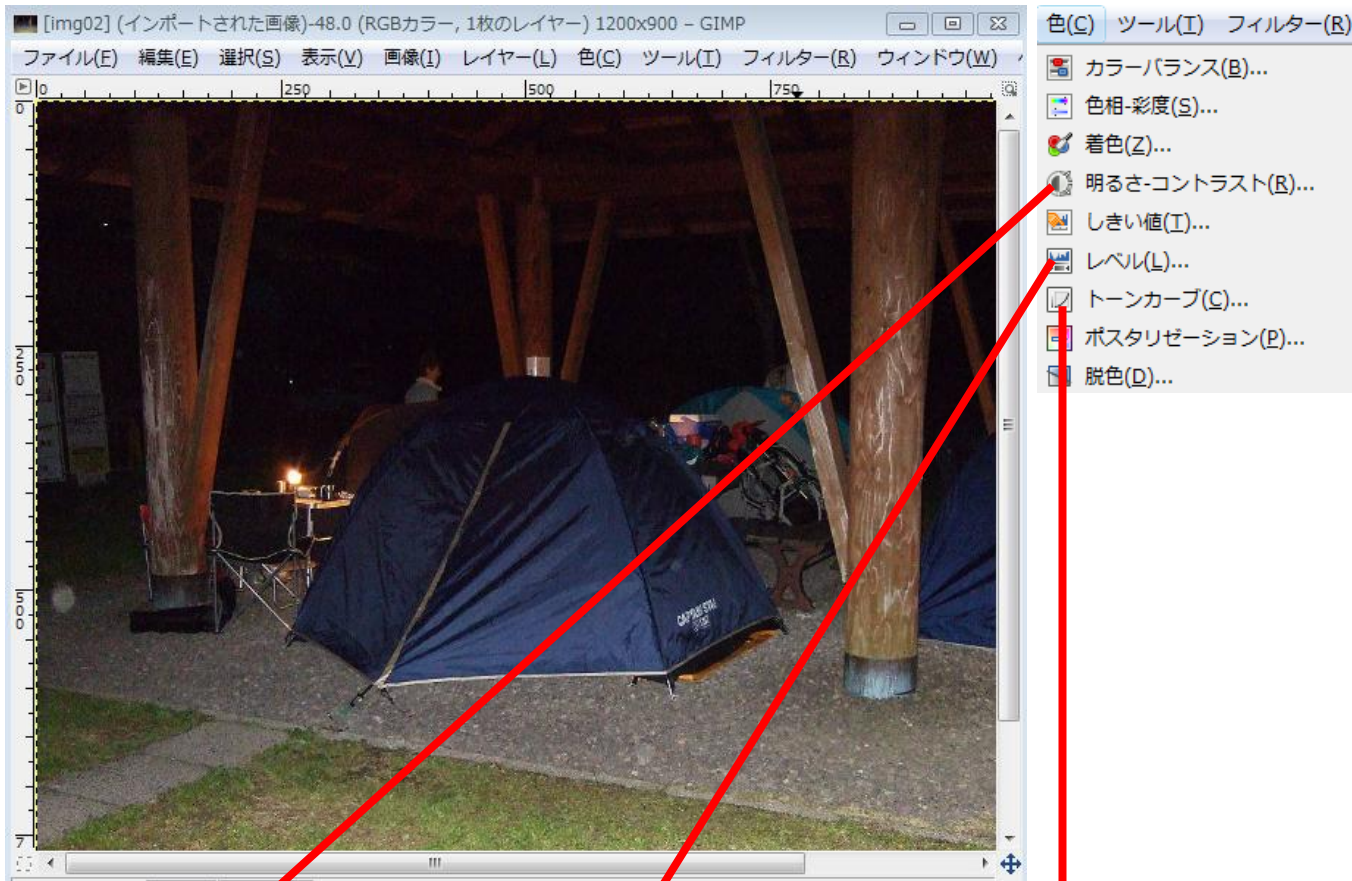 [img02] (インポートされた画像)-48.0 (RGBカラー, 1枚のレイヤー) 1200x900 – GIMP
ファイル(F) 編集(E) 選択(S) 表示(V) 画像(I) レイヤー(L) 色(C) ツール(T) フィルター(R) ウィンドウ(W)
0 250 500 750
0
250
500
7
CAPTAIN STAG
色(C) ツール(T) フィルター(R)
カラーバランス(B)...
色相-彩度(S)...
着色(Z)...
明るさ-コントラスト(R)...
しきい値(T)...
レベル(L)...
トーンカーブ(C)...
ポスタリゼーション(P)...
脱色(D)...